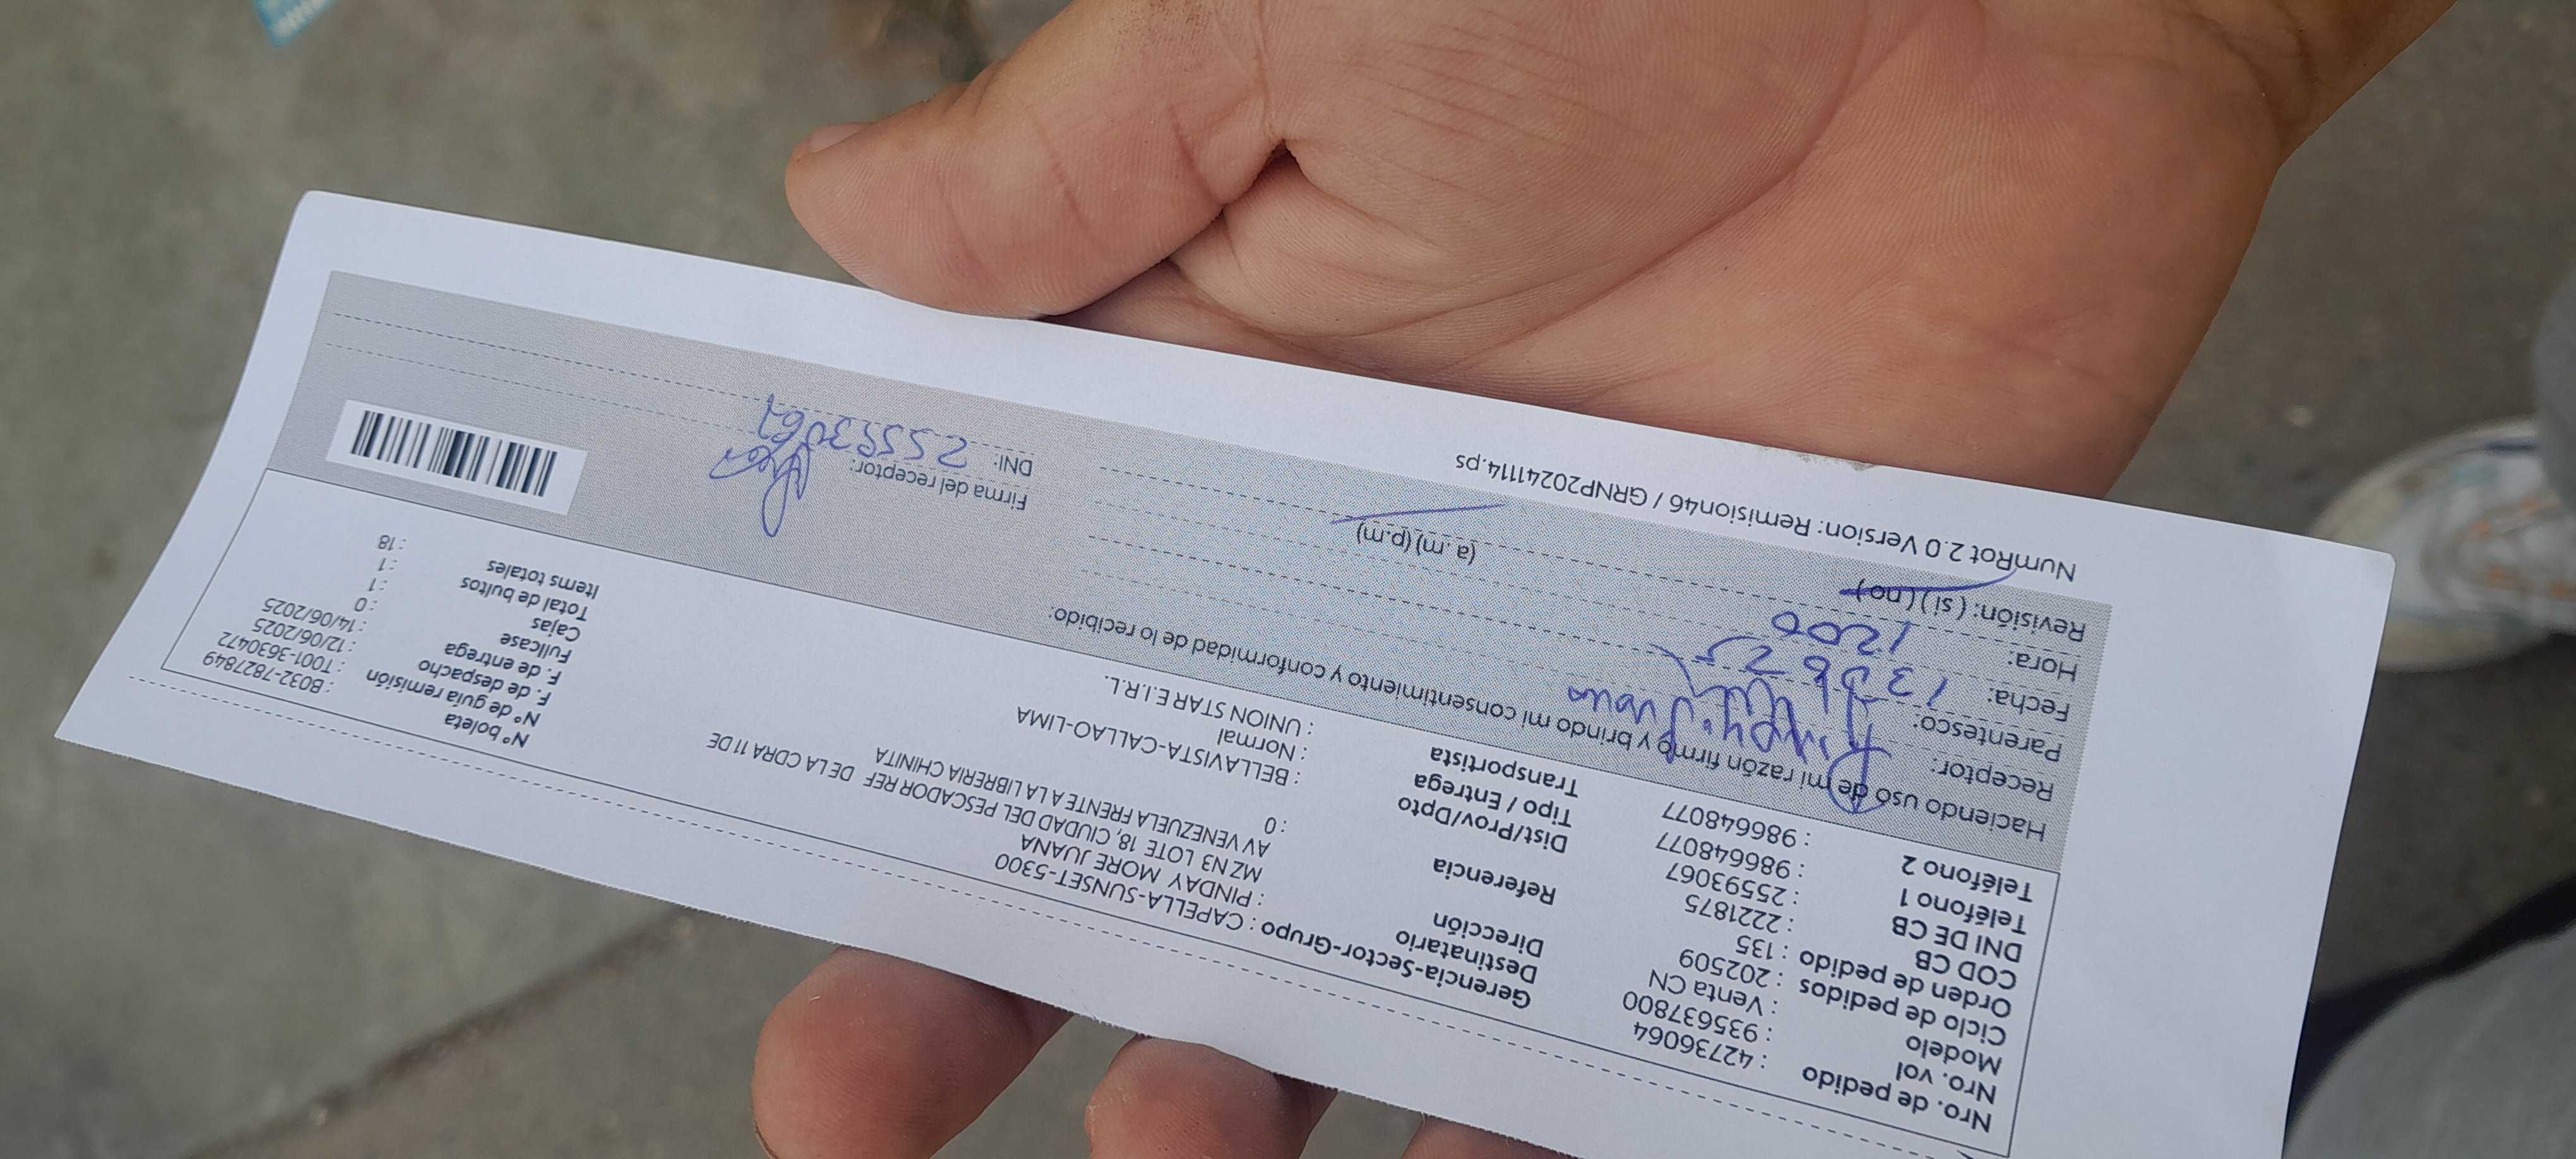 Nro. de pedido : 42736064
Nro. vol : 935637800
Modelo : Venta CN
Ciclo de pedidos : 202509
Orden de pedido : 135
COD CB : 2221875
DNI DE CB : 25593067
Teléfono 1 : 986648077
Teléfono 2 : 986648077
Gerencia-Sector-Grupo : CAPELLA-SUNSET-5300
Destinatario : PINDAY MORE JUANA
Dirección MZ N3 LOTE 18, CIUDAD DEL PESCADOR REF DE LA CDRA 11 DE
AV VENEZUELA FRENTE A LA LIBRERIA CHINITA
Referencia : 0
Dist/Prov/Dpto : BELLAVISTA-CALLAO-LIMA
Tipo / Entrega : Normal
Transportista : UNION STAR E.I.R.L.
N° boleta : B032-7827849
N° de guía remisión : T001-3630472
F. de despacho : 12/06/2025
F. de entrega : 14/06/2025
Fullcase : 0
Cajas : 1
Total de bultos : 1
Items totales : 18
Haciendo uso de mi razón firmo y brindo mi consentimiento y conformidad de lo recibido:
Receptor:
Parentesco:
Fecha: 13 06 25
Hora: 1200 (a. m) (p.m)
Revisión: ( si ) ( no )
Firma del receptor:
DNI: 25593067
NumRot 2.0 Version: Remision46 / GRNP20241114.ps